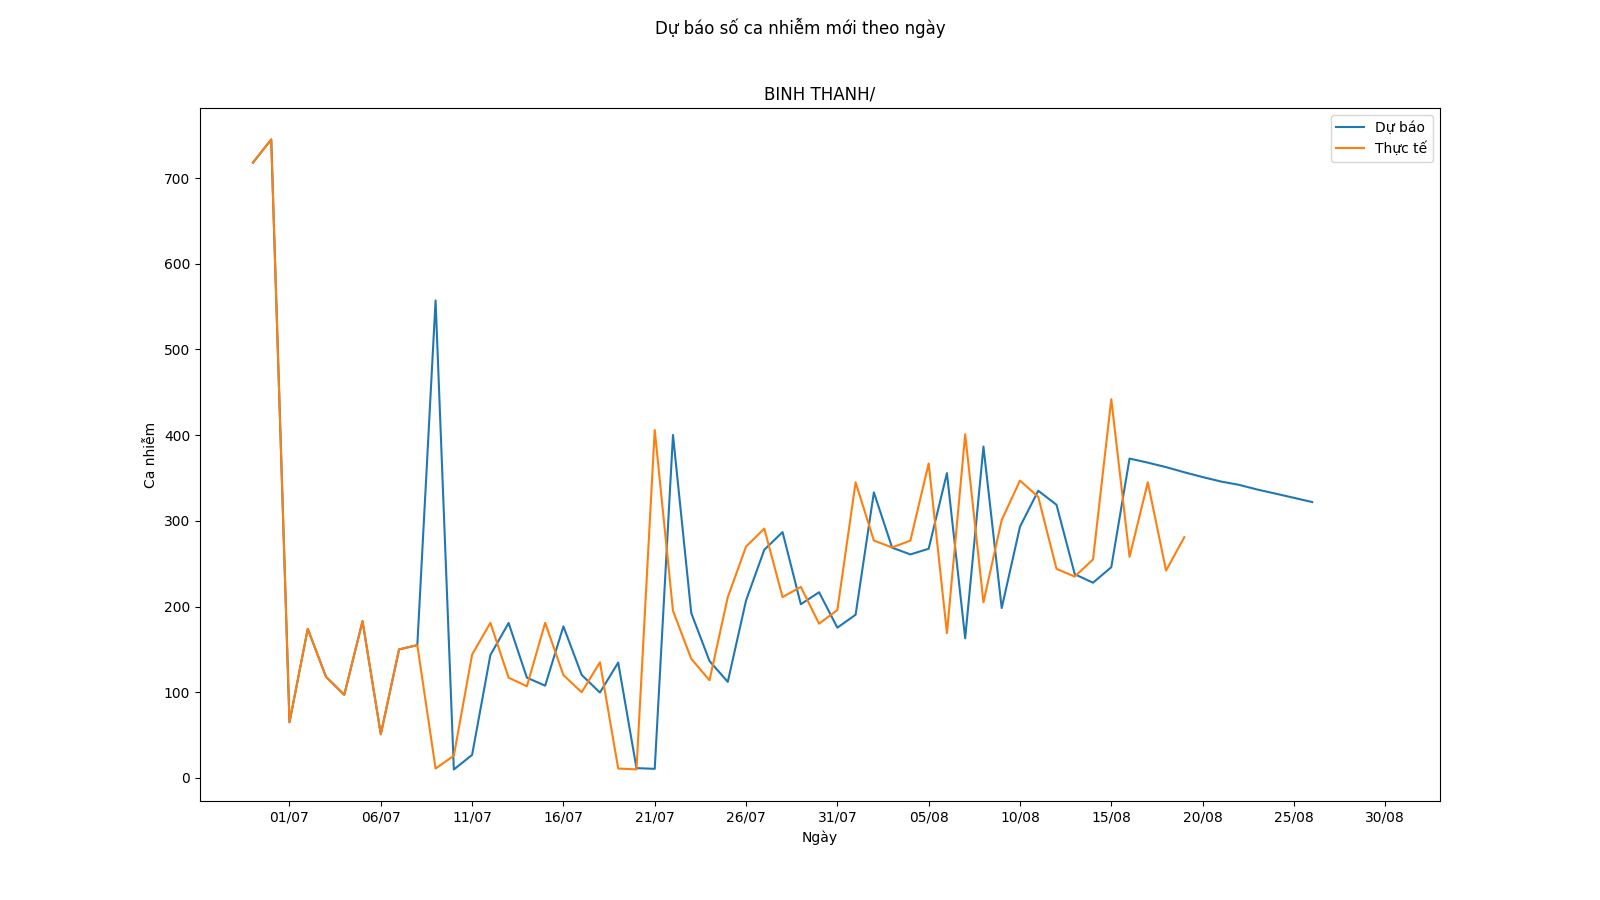 Dự báo số ca nhiễm mới theo ngày
BINH THANH/
Dự báo
Thực tế
700
600
500
400
300
200
100
0
Ca nhiễm
01/07 06/07 11/07 16/07 21/07 26/07 31/07 05/08 10/08 15/08 20/08 25/08 30/08
Ngày